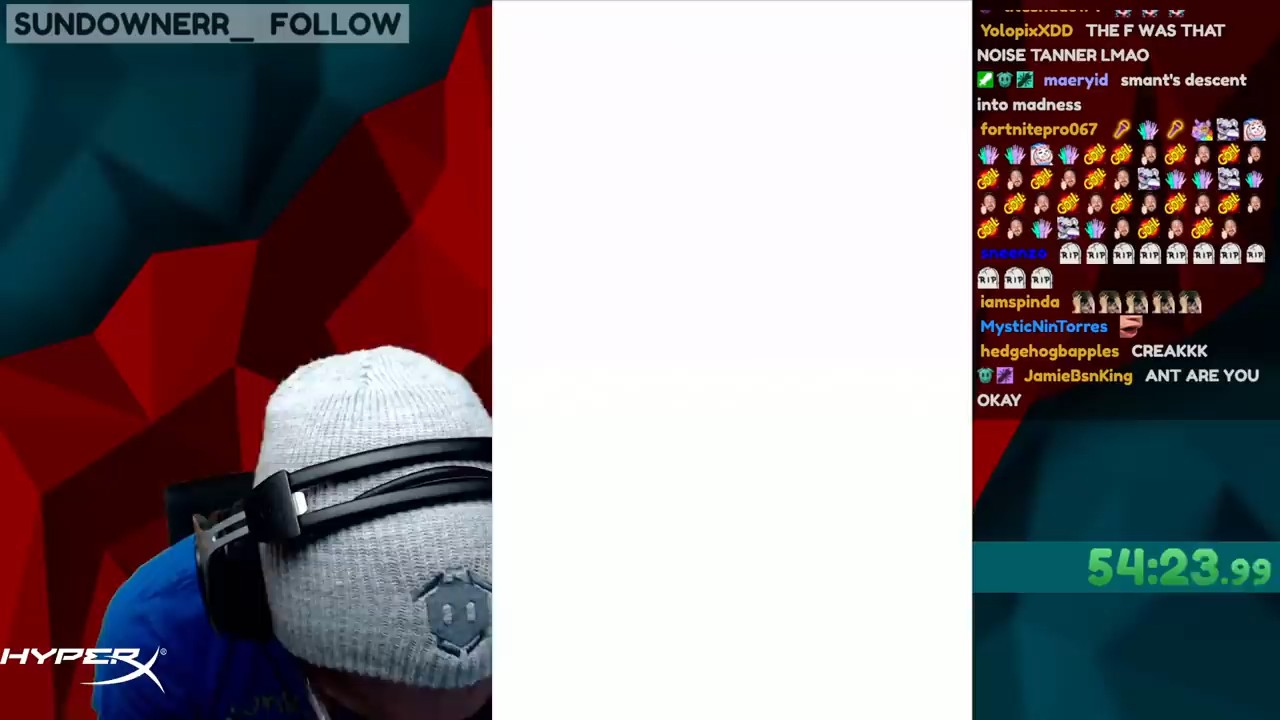 SUNDOWNERR_ FOLLOW
YolopixXDD THE F WAS THAT
NOISE TANNER LMAO
maeryid smant's descent
into madness
fortnitepro067
sneenzo
iamspinda
MysticNinTorres
hedgehogbapples CREAKKK
JamieBsnKing ANT ARE YOU
OKAY
54:23.99
HYPERX®